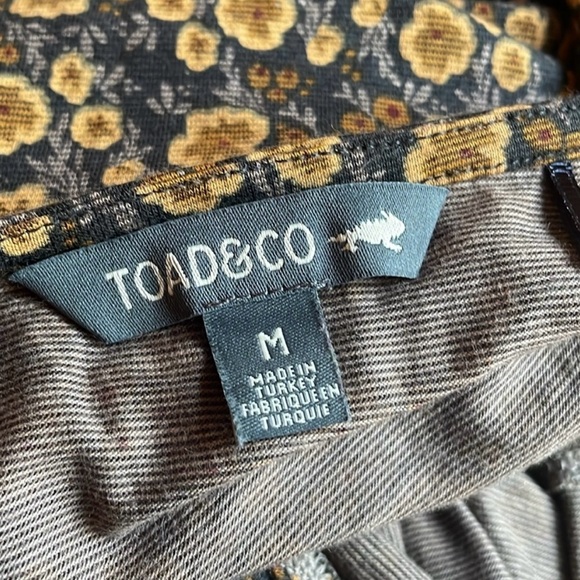 TOAD&CO
M
MADE IN
TURKEY
FABRIQUE EN
TURQUIE